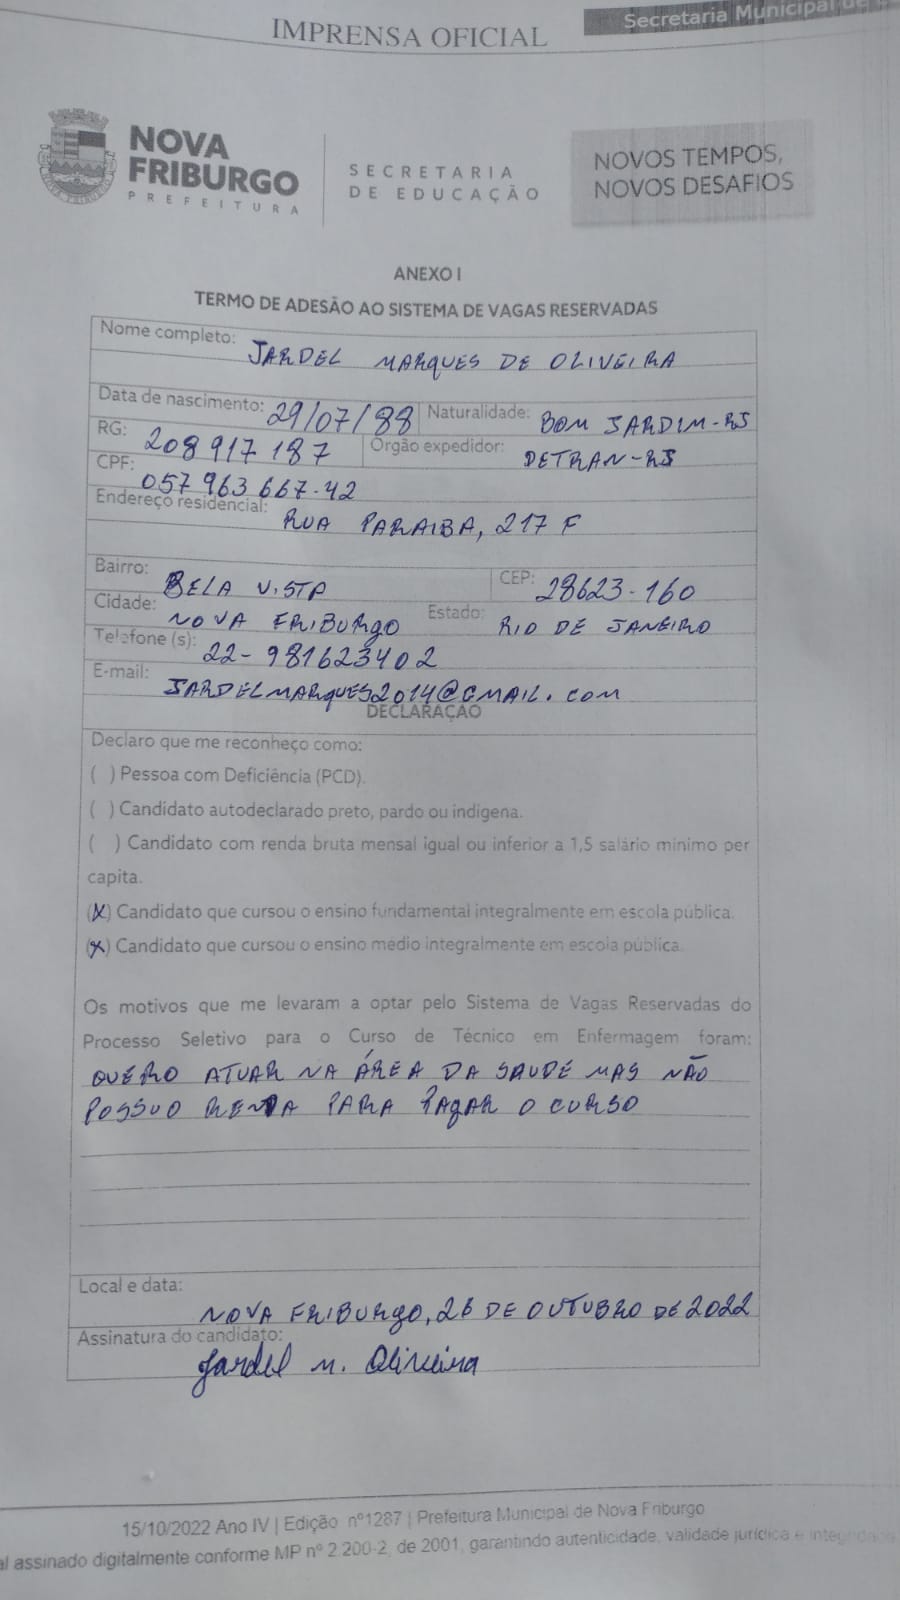 IMPRENSA OFICIAL
Secretaria Municipal de
NOVA
FRIBURGO
PREFEITURA
SECRETARIA
DE EDUCAÇÃO
NOVOS TEMPOS,
NOVOS DESAFIOS
ANEXO I
TERMO DE ADESÃO AO SISTEMA DE VAGAS RESERVADAS
Nome completo: JARDEL MARQUES DE OLIVEIRA
Data de nascimento: 29/07/88 Naturalidade: BOM JARDIM-RJ
RG: 208 917 187 Orgão expedidor: DETRAN-RJ
CPF: 057 963 667-42
Endereço residencial: RUA PARAIBA, 217 F
Bairro: BELA VISTA CEP: 28623-160
Cidade: NOVA FRIBURGO Estado: RIO DE JANEIRO
Telefone (s): 22-981623402
E-mail: JARDELMARQUES2014@GMAIL.COM
DECLARAÇÃO
Declaro que me reconheço como:
( ) Pessoa com Deficiência (PCD).
( ) Candidato autodeclarado preto, pardo ou indígena.
( ) Candidato com renda bruta mensal igual ou inferior a 1,5 salário mínimo per
capita.
(X) Candidato que cursou o ensino fundamental integralmente em escola pública.
(X) Candidato que cursou o ensino médio integralmente em escola pública.
Os motivos que me levaram a optar pelo Sistema de Vagas Reservadas do
Processo Seletivo para o Curso de Técnico em Enfermagem foram:
QUERO ATUAR NA ÁREA DA SAUDE MAS NÃO
POSSUO RENDA PARA PAGAR O CURSO
Local e data: NOVA FRIBURGO, 26 DE OUTUBRO DE 2022
Assinatura do candidato: Jardel M. Oliveira
15/10/2022 Ano IV | Edição nº1287 | Prefeitura Municipal de Nova Friburgo
al assinado digitalmente conforme MP nº 2.200-2, de 2001, garantindo autenticidade, validade jurídica e integridade